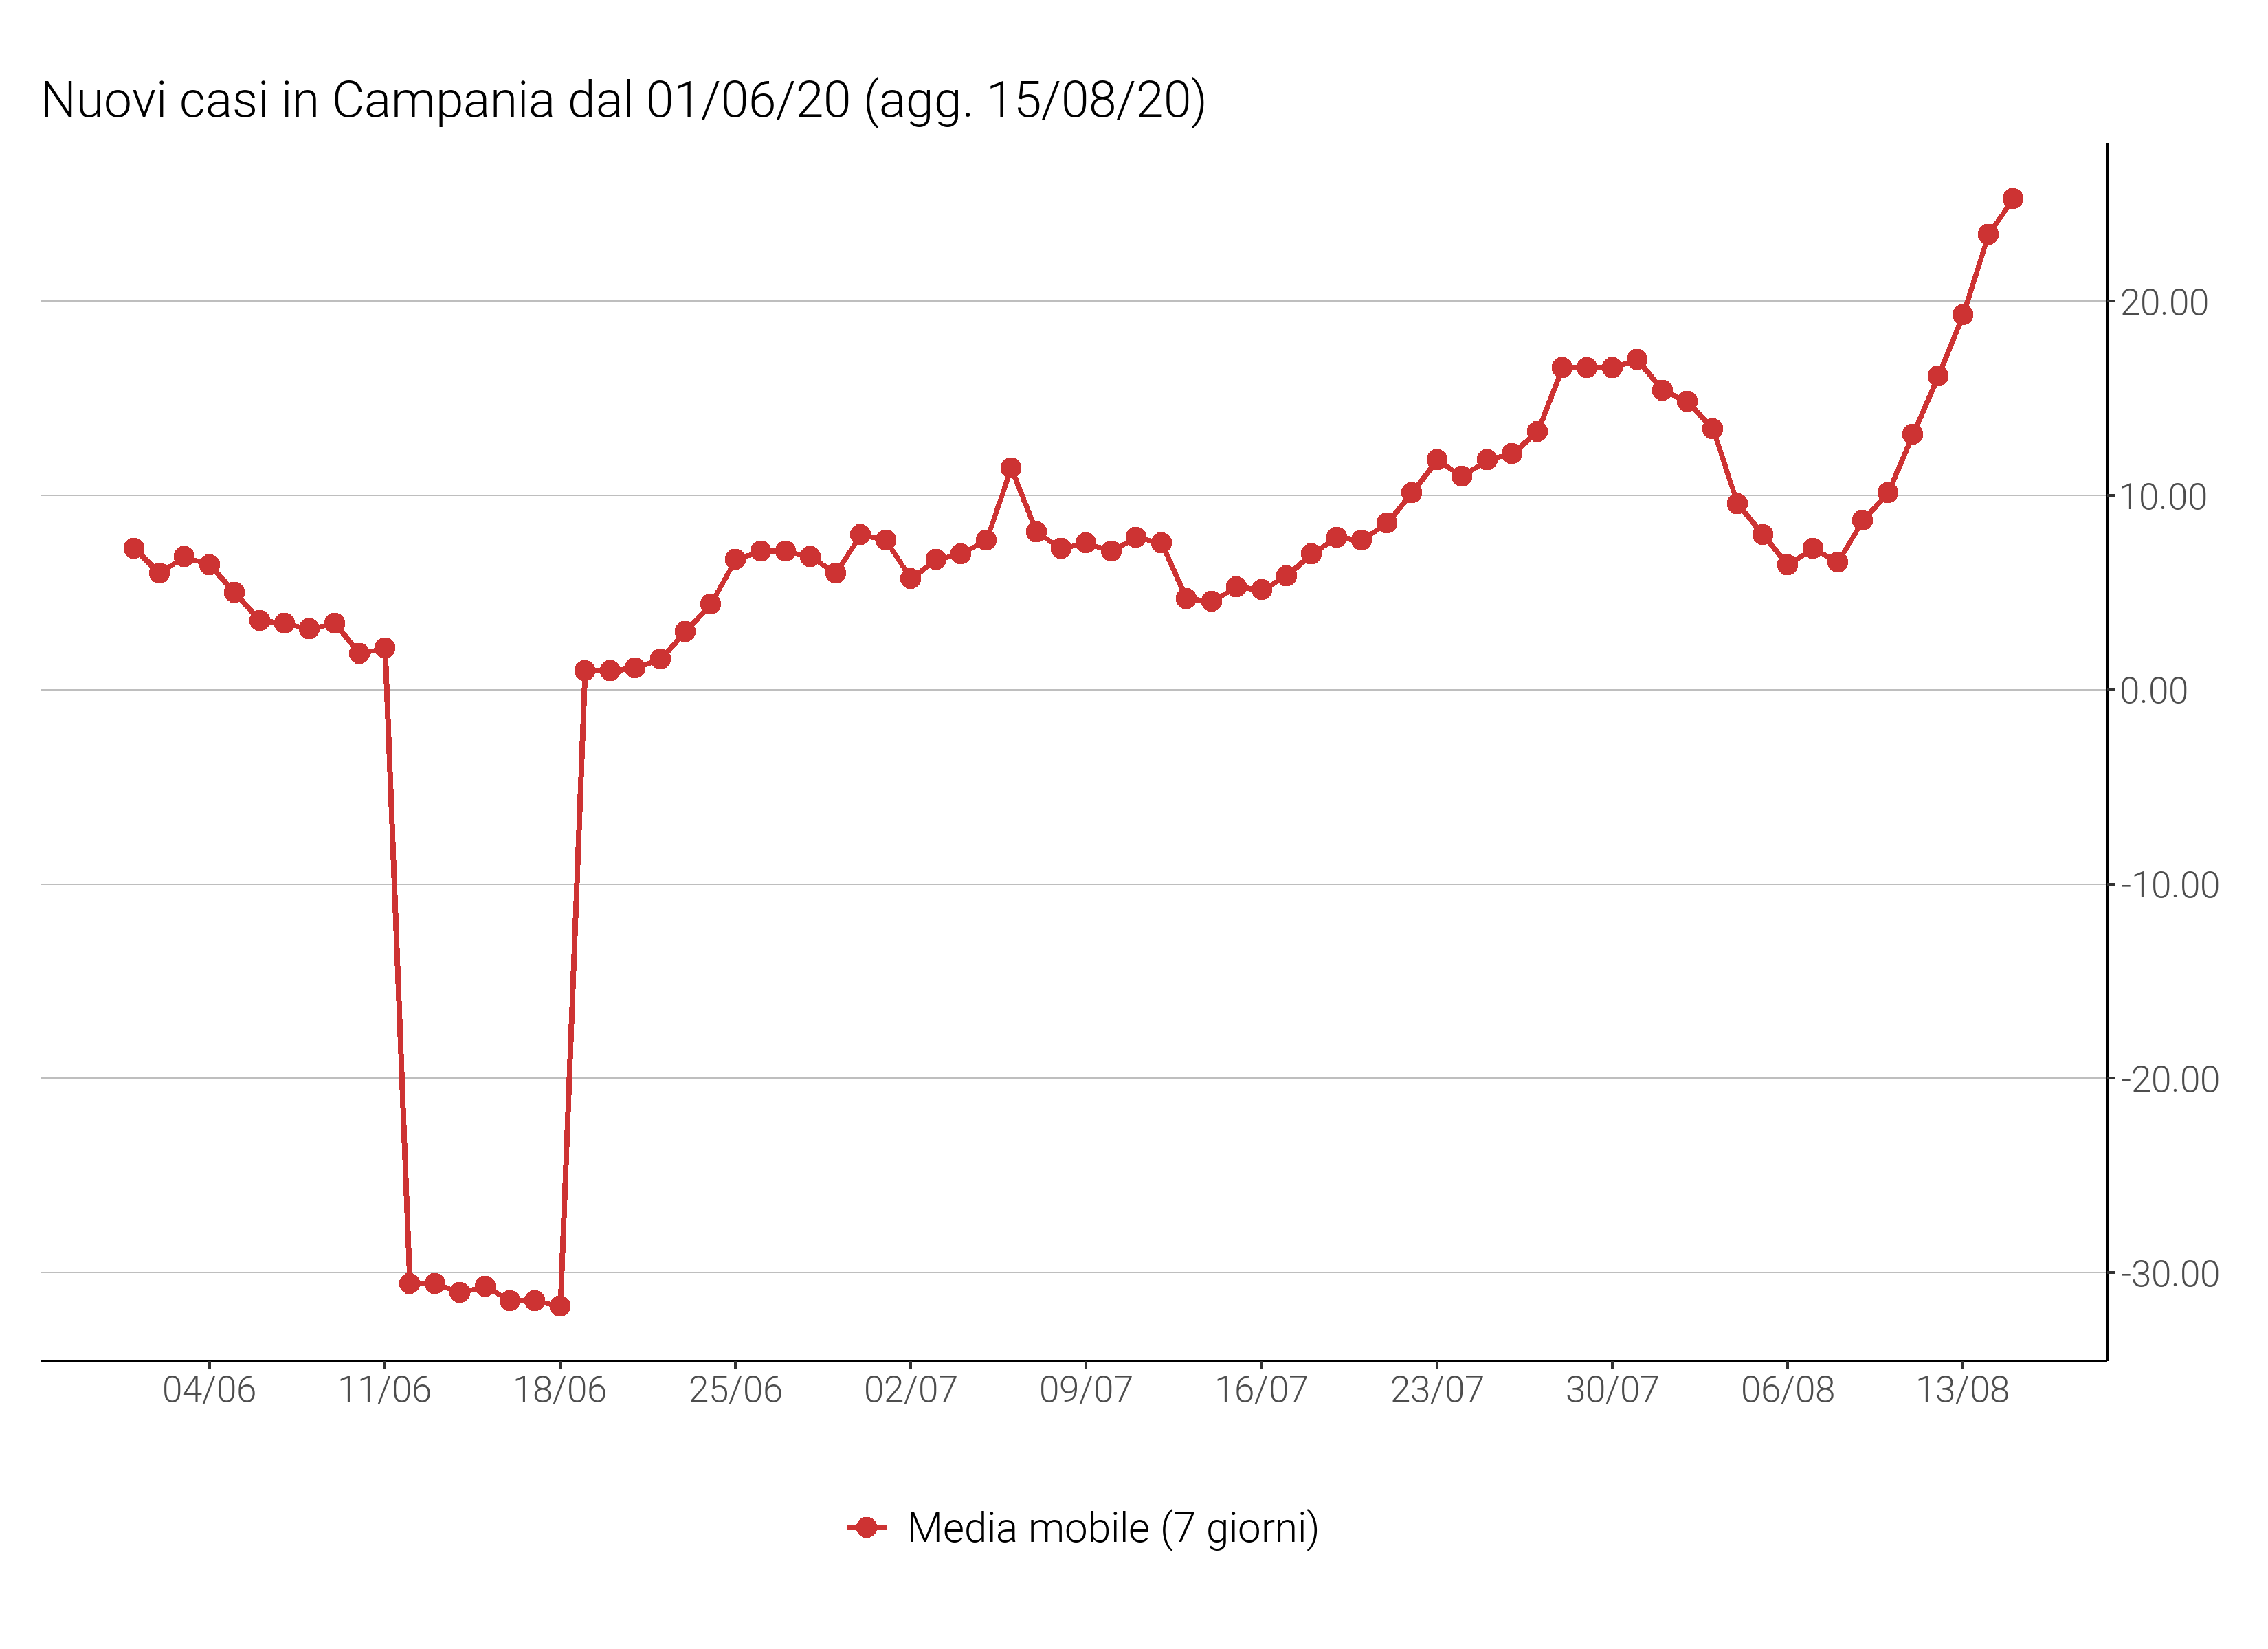 Nuovi casi in Campania dal 01/06/20 (agg. 15/08/20)
20.00
10.00
0.00
-10.00
-20.00
-30.00
04/06 11/06 18/06 25/06 02/07 09/07 16/07 23/07 30/07 06/08 13/08
Media mobile (7 giorni)